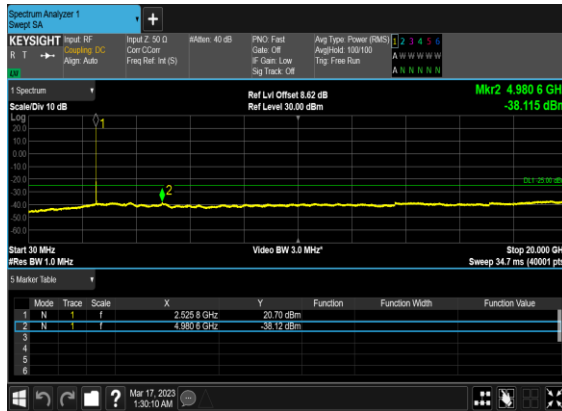 Spectrum Analyzer 1
Swept SA
+
KEYSIGHT Input: RF Input Z: 50 Ω #Atten: 40 dB PNO: Fast Avg Type: Power (RMS) 1 2 3 4 5 6
R T Coupling: DC Corr CCorr Gate: Off Avg|Hold: 100/100 A W W W W W
Align: Auto Freq Ref: Int (S) IF Gain: Low Trig: Free Run
Sig Track: Off A N N N N N
1 Spectrum Ref Lvl Offset 8.62 dB Mkr2 4.980 6 GH
Scale/Div 10 dB Ref Level 30.00 dBm -38.115 dBr
Log
20.0
10.0
0.00
-10.0
-20.0
-30.0
-40.0
-50.0
-60.0
1
2
DL1 -25.00 dB
Start 30 MHz Video BW 3.0 MHz* Stop 20.000 GH
#Res BW 1.0 MHz Sweep 34.7 ms (40001 pts
5 Marker Table
Mode Trace Scale X Y Function Function Width Function Value
1 N 1 f 2.525 8 GHz 20.70 dBm
2 N 1 f 4.980 6 GHz -38.12 dBm
3
4
5
6
? Mar 17, 2023
1:30:10 AM